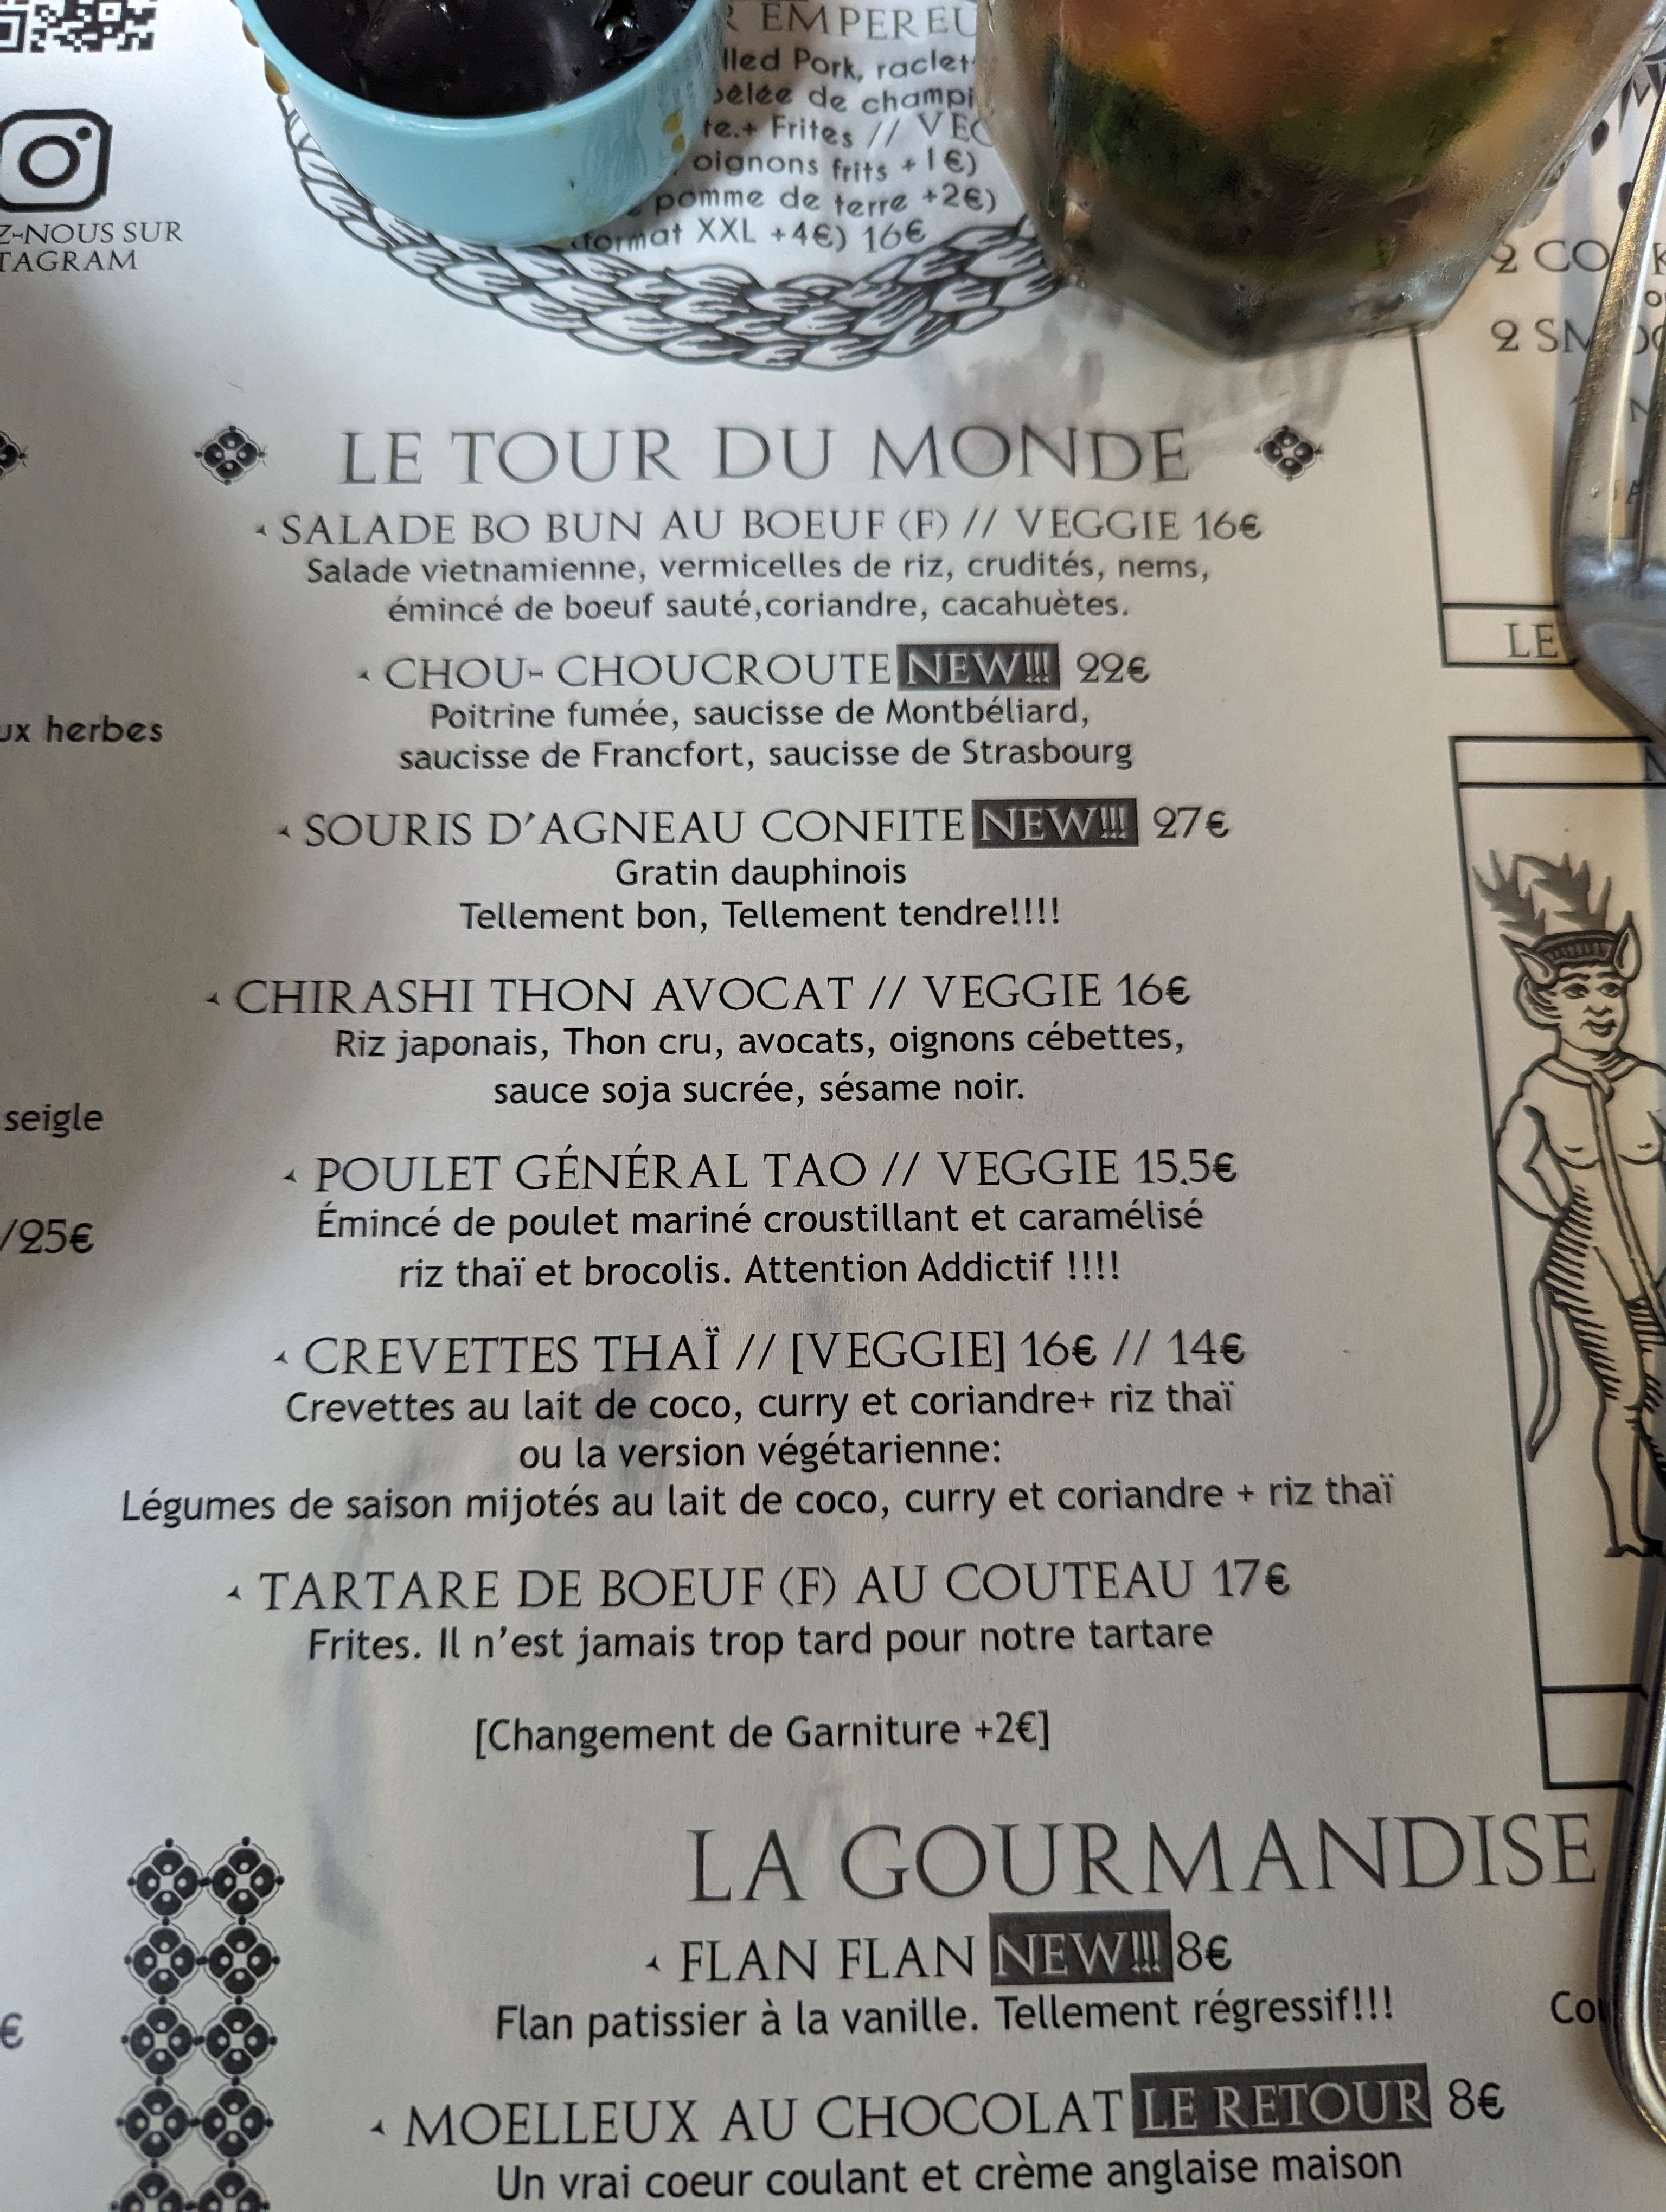 EMPEREU
Pork, raclet
de champi
Frites //
oignons frits +1€)
pomme de terre +2€)
format XXL +4€) 16€
Z-NOUS SUR
TAGRAM
2 CO
2 SM
LE TOUR DU MONDE
SALADE BO BUN AU BOEUF (F) // VEGGIE 16€
Salade vietnamienne, vermicelles de riz, crudités, nems,
émincé de boeuf sauté,coriandre, cacahuètes.
LE
CHOU- CHOUCROUTE NEW!!! 22€
Poitrine fumée, saucisse de Montbéliard,
saucisse de Francfort, saucisse de Strasbourg
ux herbes
SOURIS D'AGNEAU CONFITE NEW!!! 27€
Gratin dauphinois
Tellement bon, Tellement tendre!!!!
CHIRASHI THON AVOCAT // VEGGIE 16€
Riz japonais, Thon cru, avocats, oignons cébettes,
sauce soja sucrée, sésame noir.
seigle
POULET GÉNÉRAL TAO // VEGGIE 15.5€
Émincé de poulet mariné croustillant et caramélisé
riz thaï et brocolis. Attention Addictif !!!!
/25€
CREVETTES THAÏ // [VEGGIE] 16€ // 14€
Crevettes au lait de coco, curry et coriandre+ riz thaï
ou la version végétarienne:
Légumes de saison mijotés au lait de coco, curry et coriandre + riz thaï
TARTARE DE BOEUF (F) AU COUTEAU 17€
Frites. Il n'est jamais trop tard pour notre tartare
[Changement de Garniture +2€]
LA GOURMANDISE
FLAN FLAN NEW!!! 8€
Flan patissier à la vanille. Tellement régressif!!!
€
MOELLEUX AU CHOCOLAT LE RETOUR 8€
Un vrai coeur coulant et crème anglaise maison